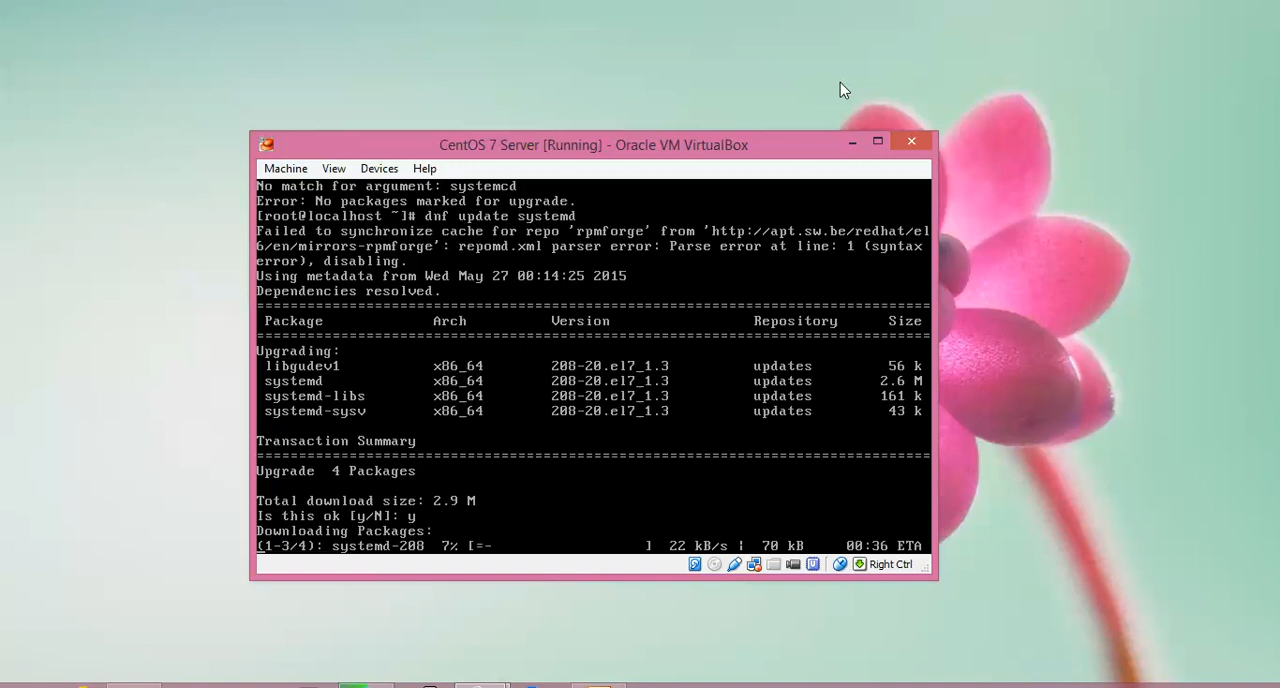 CentOS 7 Server [Running] - Oracle VM VirtualBox
Machine View Devices Help
No match for argument: systemcd
Error: No packages marked for upgrade.
[root@localhost ~]# dnf update systemd
Failed to synchronize cache for repo 'rpmforge' from 'http://apt.sw.be/redhat/el
6/en/mirrors-rpmforge': repomd.xml parser error: Parse error at line: 1 (syntax
error), disabling.
Using metadata from Wed May 27 00:14:25 2015
Dependencies resolved.
================================================================================
Package Arch Version Repository Size
================================================================================
Upgrading:
libgudev1 x86_64 208-20.el7_1.3 updates 56 k
systemd x86_64 208-20.el7_1.3 updates 2.6 M
systemd-libs x86_64 208-20.el7_1.3 updates 161 k
systemd-sysv x86_64 208-20.el7_1.3 updates 43 k
Transaction Summary
================================================================================
Upgrade 4 Packages
Total download size: 2.9 M
Is this ok [y/N]: y
Downloading Packages:
(1-3/4): systemd-208 7% [=- ] 22 kB/s | 70 kB 00:36 ETA
Right Ctrl